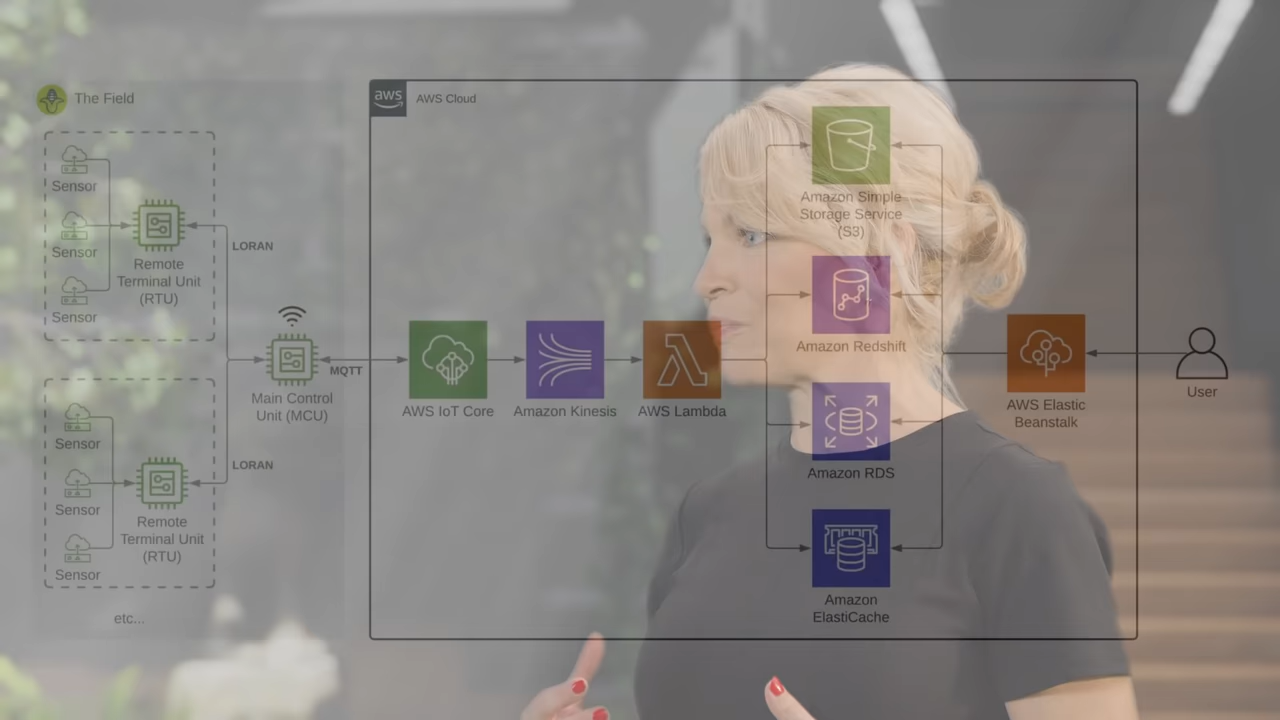 The Field
Sensor
Sensor
Sensor
Remote
Terminal Unit
(RTU)
LORAN
Sensor
Sensor
Sensor
Remote
Terminal Unit
(RTU)
LORAN
etc...
Main Control
Unit (MCU)
MQTT
aws
AWS Cloud
AWS IoT Core
Amazon Kinesis
AWS Lambda
Amazon Simple
Storage Service
(S3)
Amazon Redshift
Amazon RDS
Amazon
ElastiCache
AWS Elastic
Beanstalk
User